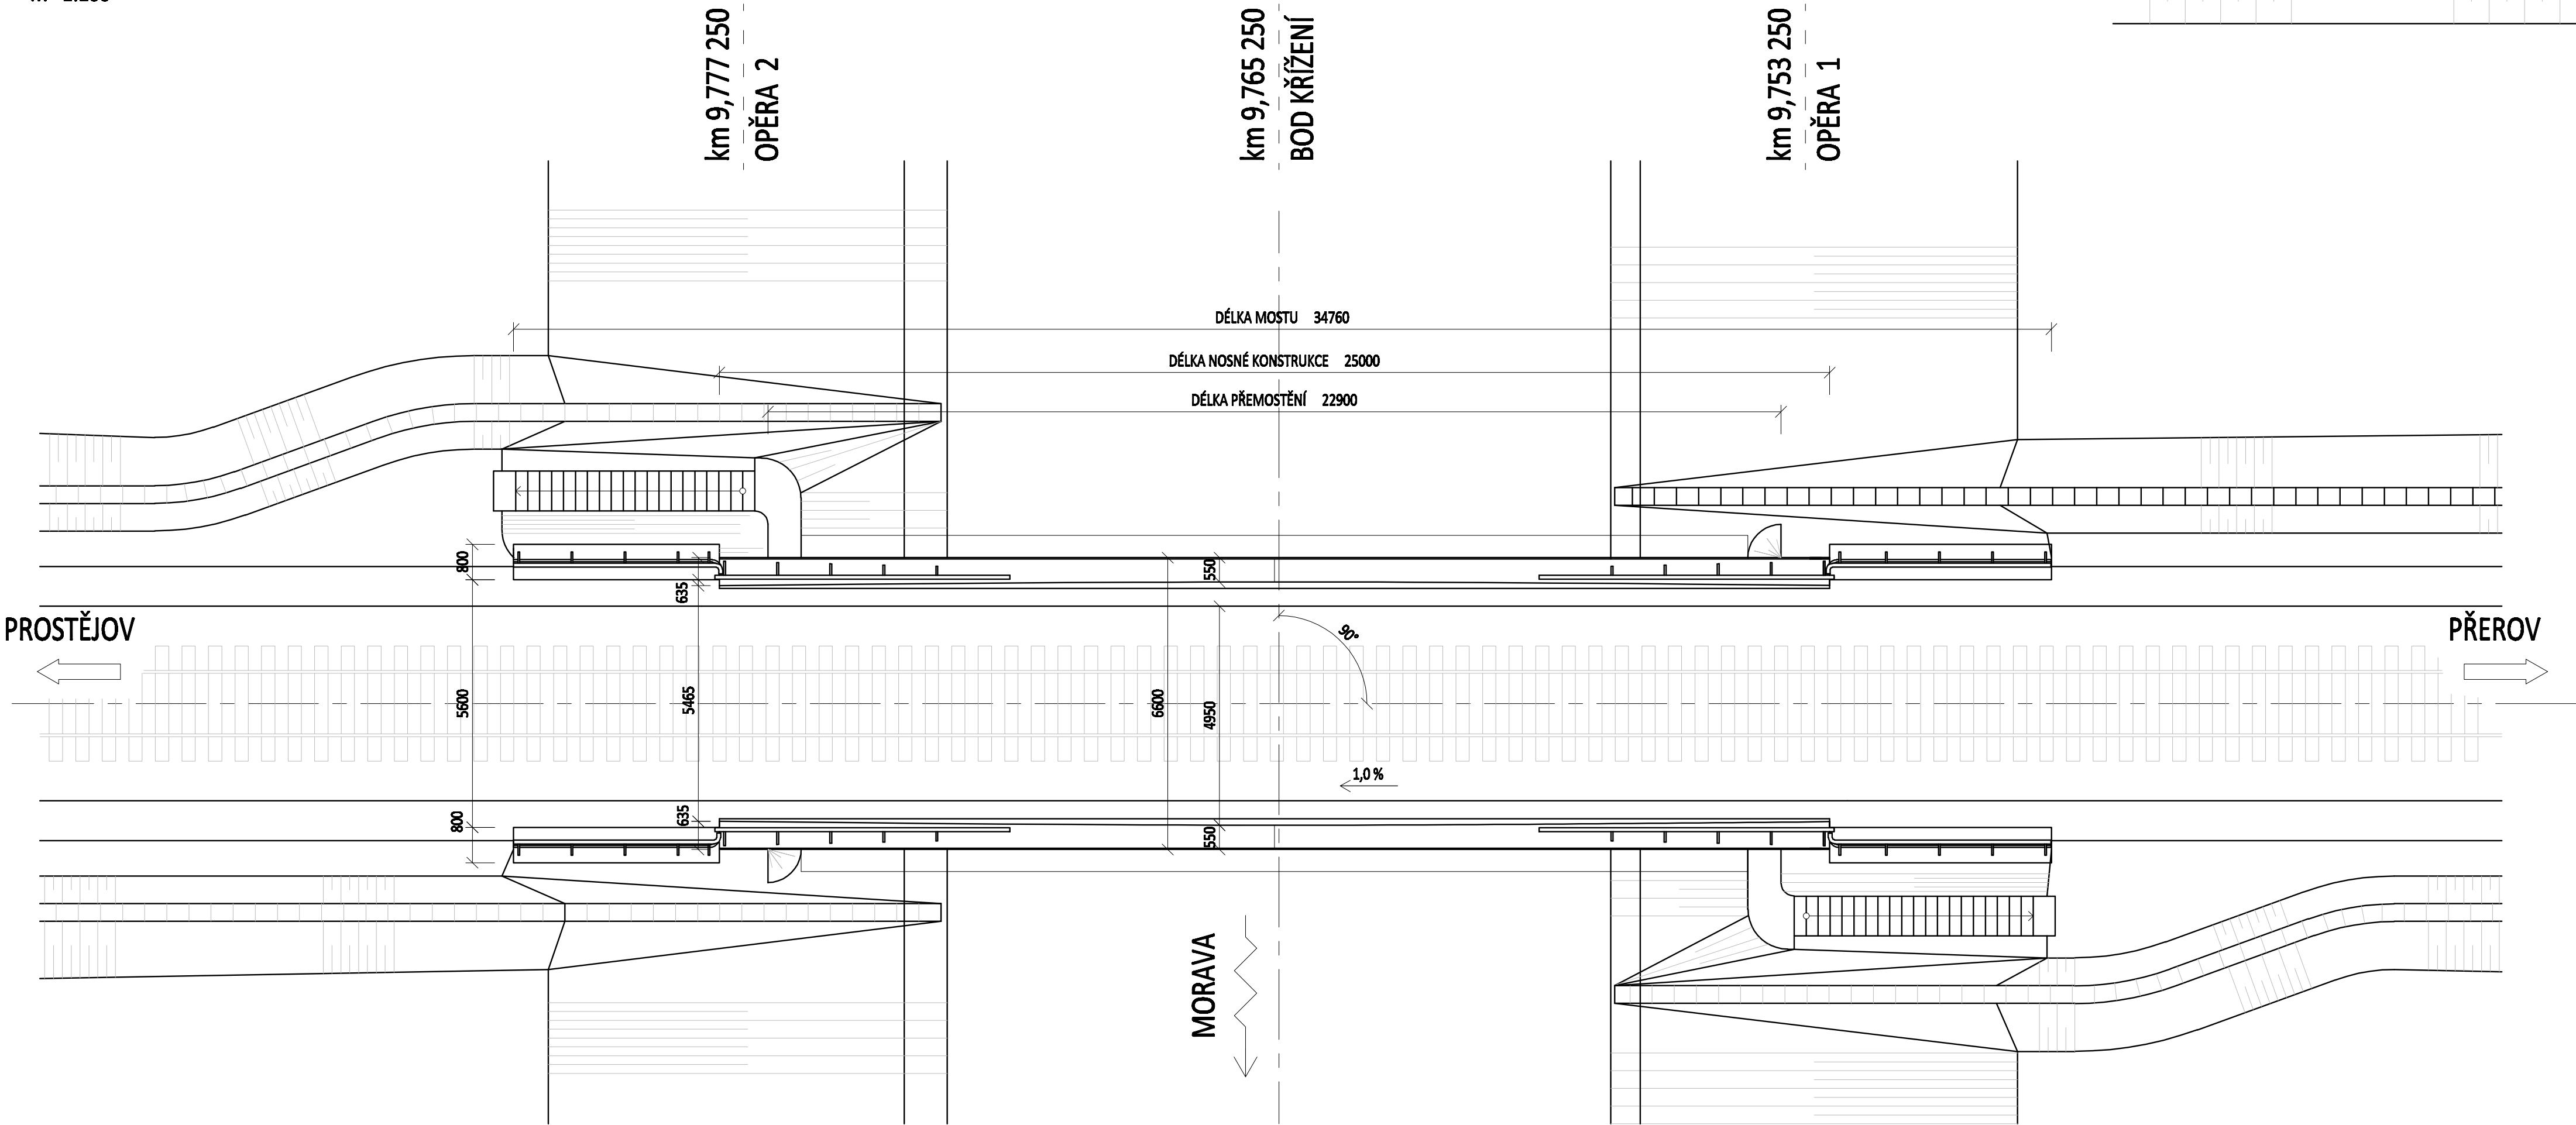 km 9,777 250
OPĚRA 2
km 9,765 250
BOD KŘÍŽENÍ
km 9,753 250
OPĚRA 1
DÉLKA MOSTU 34760
DÉLKA NOSNÉ KONSTRUKCE 25000
DÉLKA PŘEMOSTĚNÍ 22900
800
635
550
PROSTĚJOV
PŘEROV
90°
5600
5465
6600
4950
1,0 %
800
635
550
MORAVA